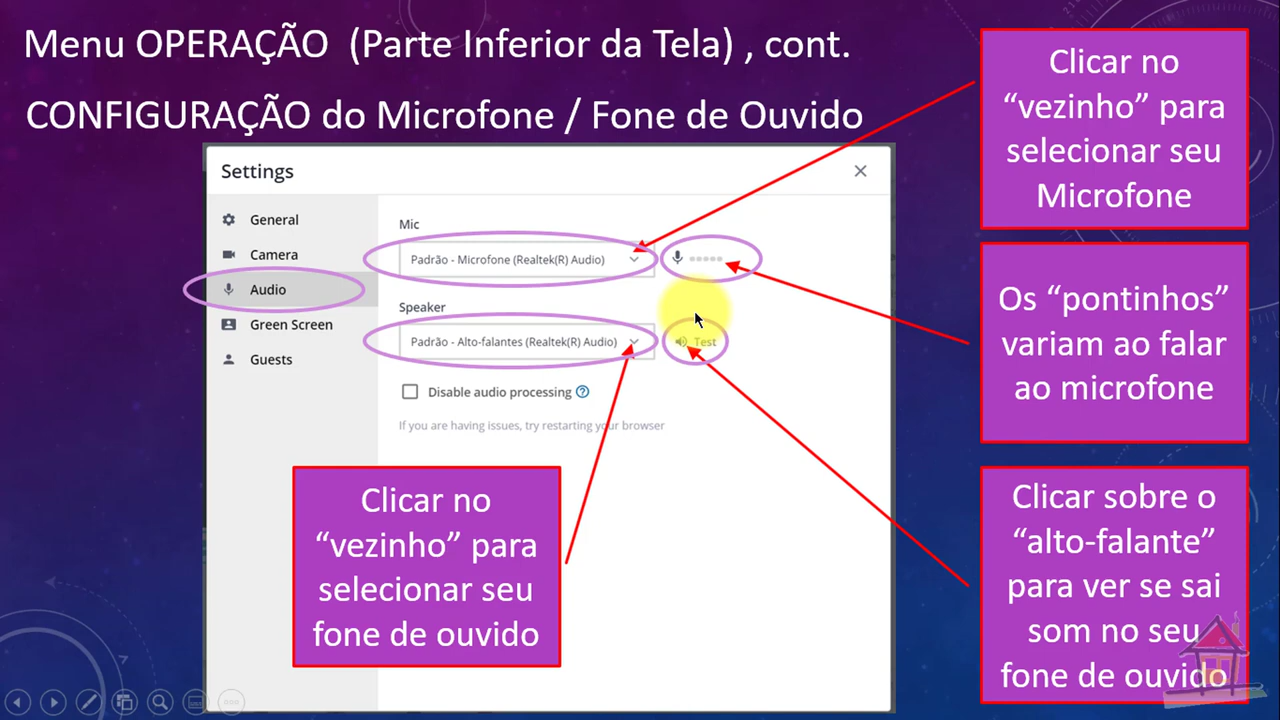 Menu OPERAÇÃO (Parte Inferior da Tela) , cont.
CONFIGURAÇÃO do Microfone / Fone de Ouvido
Settings
General
Camera
Audio
Green Screen
Guests
Mic
Padrão - Microfone (Realtek(R) Audio)
Speaker
Padrão - Alto-falantes (Realtek(R) Audio)
Test
Disable audio processing
If you are having issues, try restarting your browser
Clicar no
“vezinho” para
selecionar seu
Microfone
Os “pontinhos”
variam ao falar
ao microfone
Clicar sobre o
“alto-falante”
para ver se sai
som no seu
fone de ouvido
Clicar no
“vezinho” para
selecionar seu
fone de ouvido